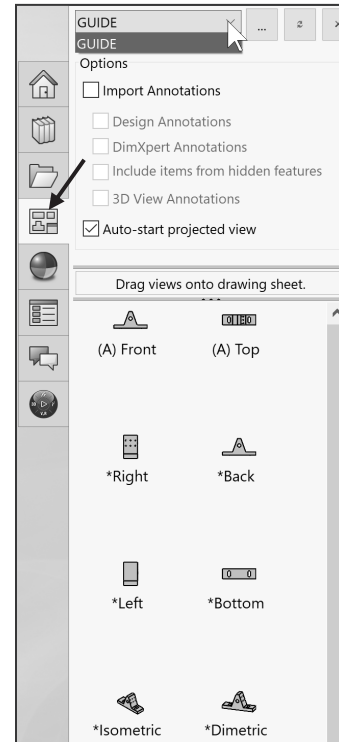 GUIDE
...
GUIDE
Options
Import Annotations
Design Annotations
DimXpert Annotations
Include items from hidden features
3D View Annotations
Auto-start projected view
Drag views onto drawing sheet.
(A) Front (A) Top
*Right *Back
*Left *Bottom
*Isometric *Dimetric